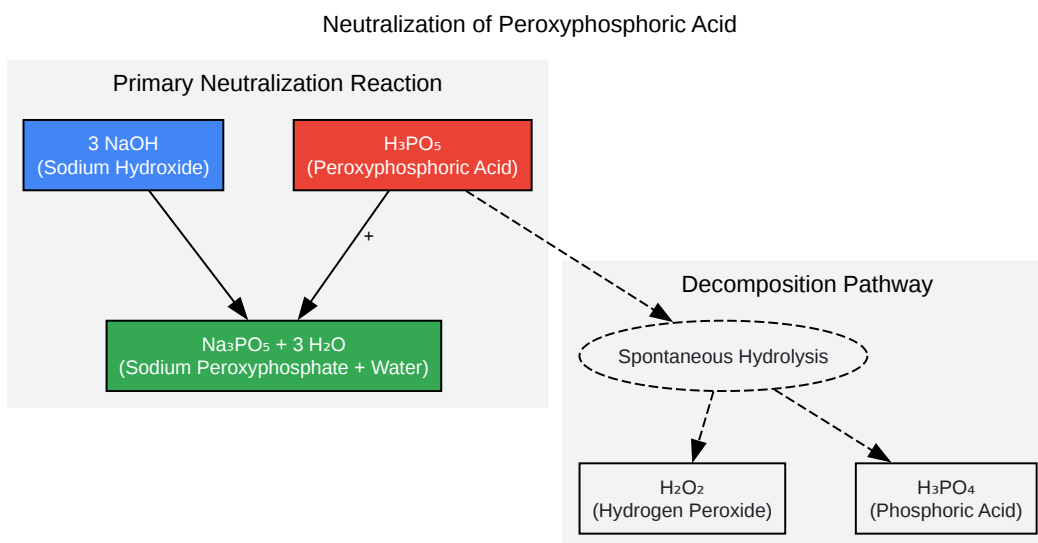 Neutralization of Peroxyphosphoric Acid
Primary Neutralization Reaction
3 NaOH
(Sodium Hydroxide)
H₃PO₅
(Peroxyphosphoric Acid)
+
Na₃PO₅ + 3 H₂O
(Sodium Peroxyphosphate + Water)
Decomposition Pathway
Spontaneous Hydrolysis
H₂O₂
(Hydrogen Peroxide)
H₃PO₄
(Phosphoric Acid)